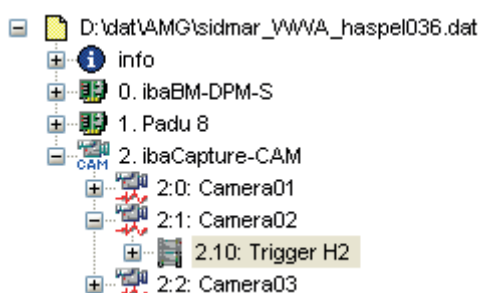 D:\dat\AMG\sidmar_VWVA_haspel036.dat
info
0. ibaBM-DPM-S
1. Padu 8
CAM 2. ibaCapture-CAM
2:0: Camera01
2:1: Camera02
2.10: Trigger H2
2:2: Camera03